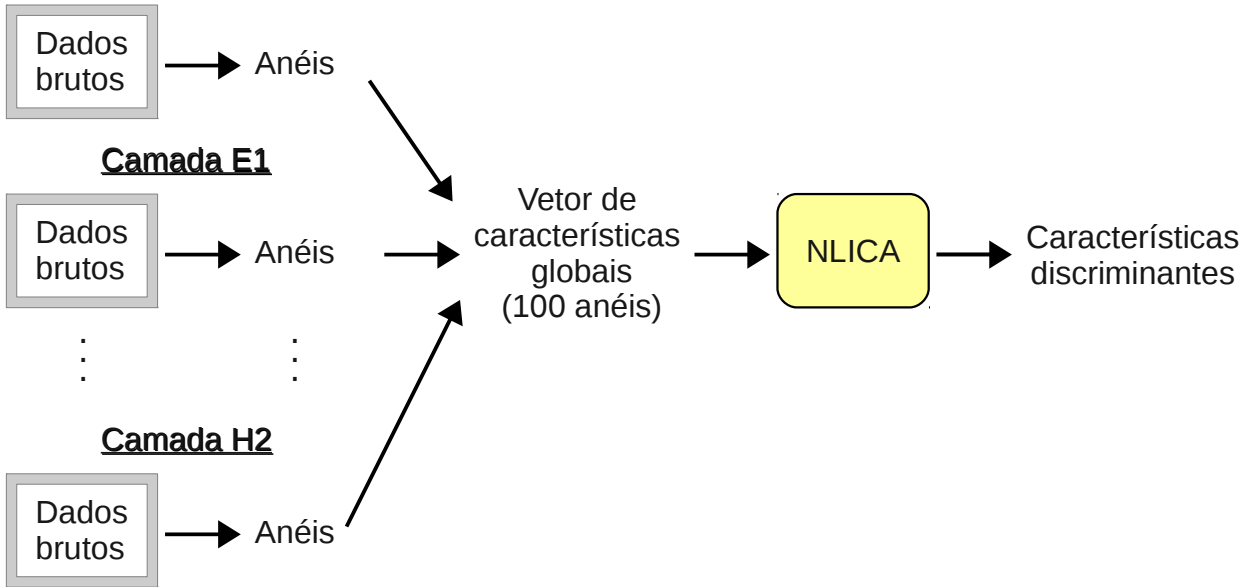 Dados
brutos
Anéis
Camada E1
Dados
brutos
Anéis
Camada H2
Dados
brutos
Anéis
Vetor de
características
globais
(100 anéis)
NLICA
Características
discriminantes